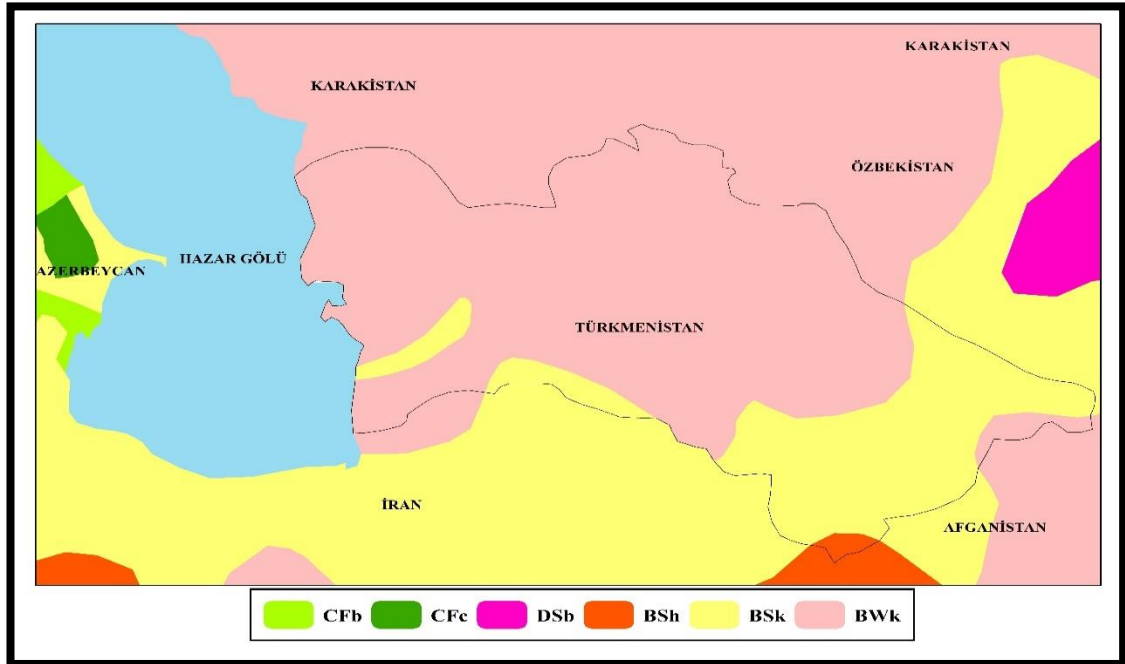 KARAKİSTAN
KARAKİSTAN
ÖZBEKİSTAN
HAZAR GÖLÜ
AZERBEYCAN
TÜRKMENİSTAN
İRAN
AFGANİSTAN
CFb CFc DSb BSh BSk BWk